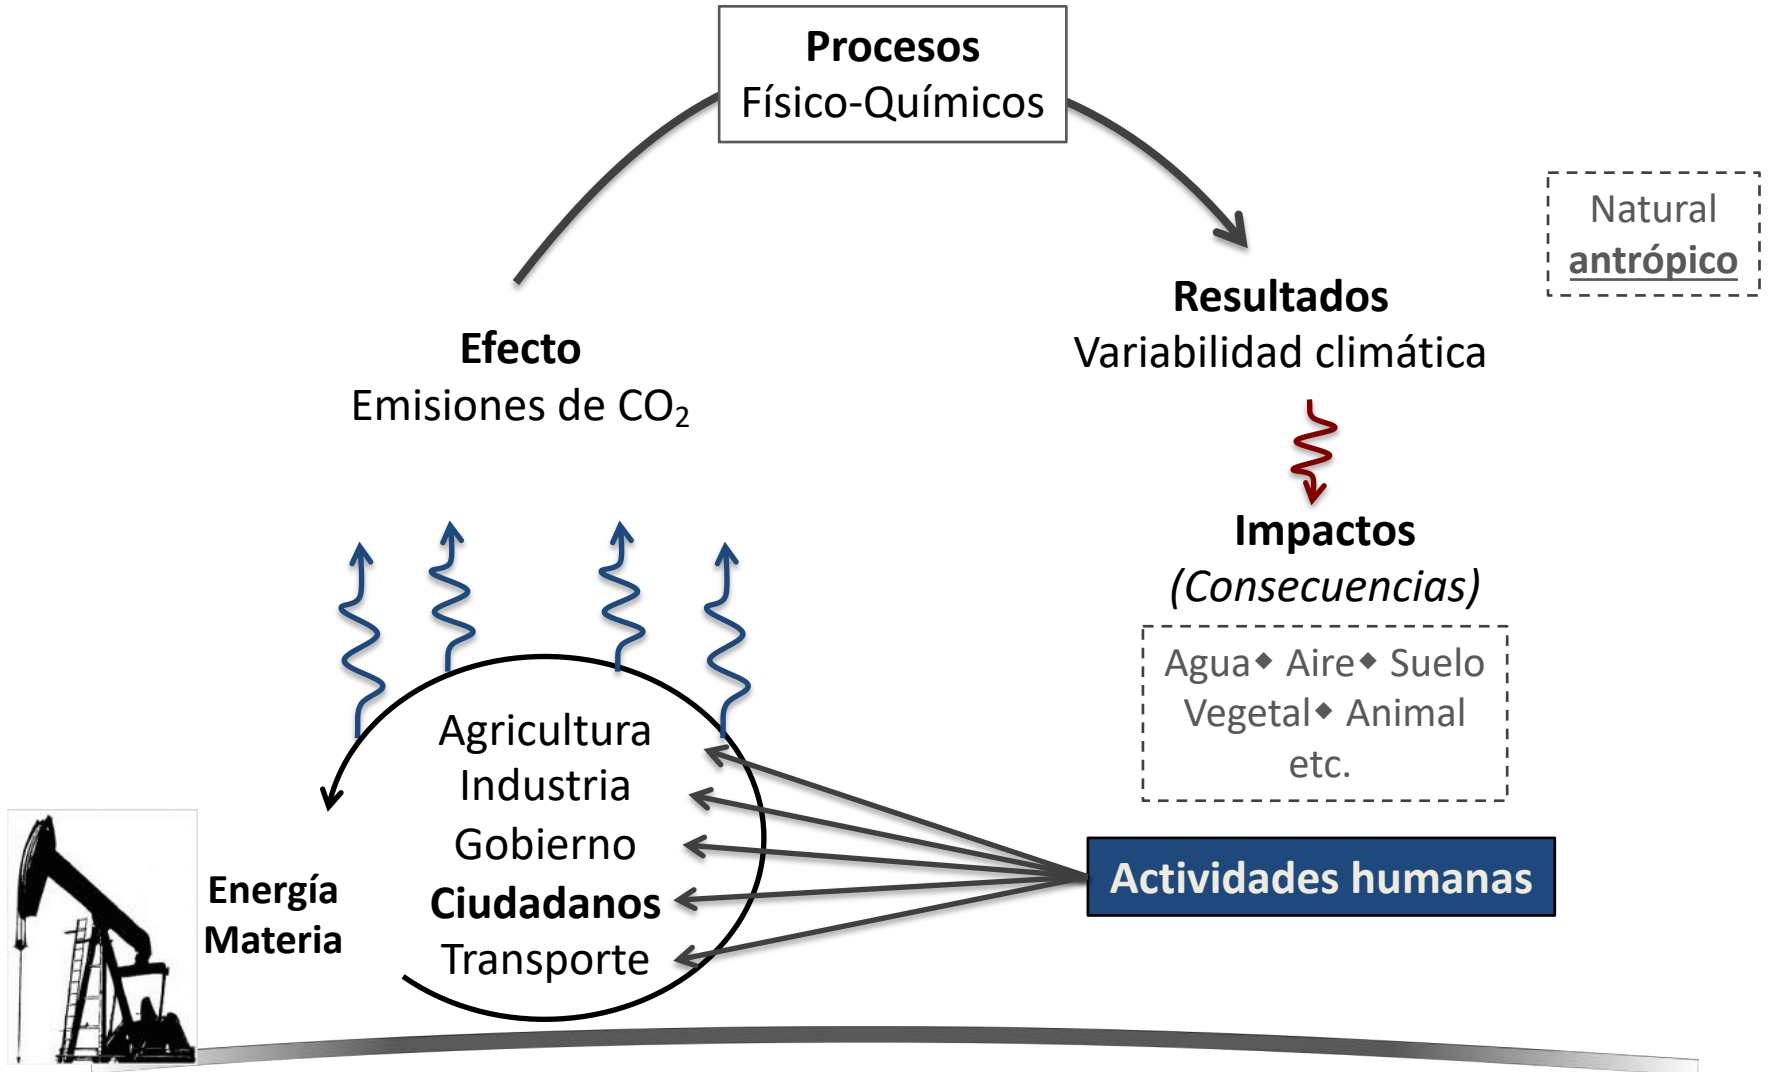 Procesos
Físico-Químicos
Natural
antrópico
Resultados
Variabilidad climática
Efecto
Emisiones de CO₂
Impactos
(Consecuencias)
Agua◆ Aire◆ Suelo
Vegetal◆ Animal
etc.
Agricultura
Industria
Gobierno
Ciudadanos
Transporte
Energía
Materia
Actividades humanas